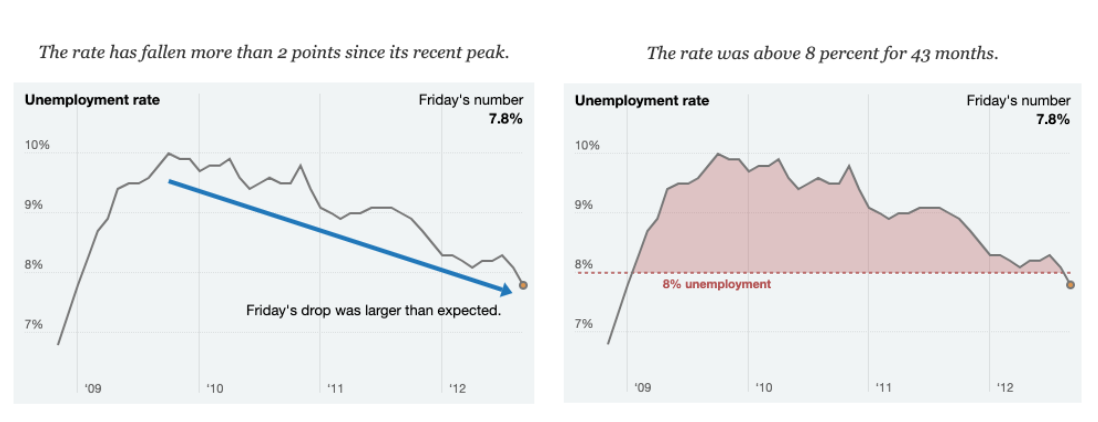 The rate has fallen more than 2 points since its recent peak.
Unemployment rate
Friday's number
7.8%
10%
9%
8%
7%
Friday's drop was larger than expected.
'09
'10
'11
'12
The rate was above 8 percent for 43 months.
Unemployment rate
Friday's number
7.8%
10%
9%
8%
8% unemployment
7%
'09
'10
'11
'12